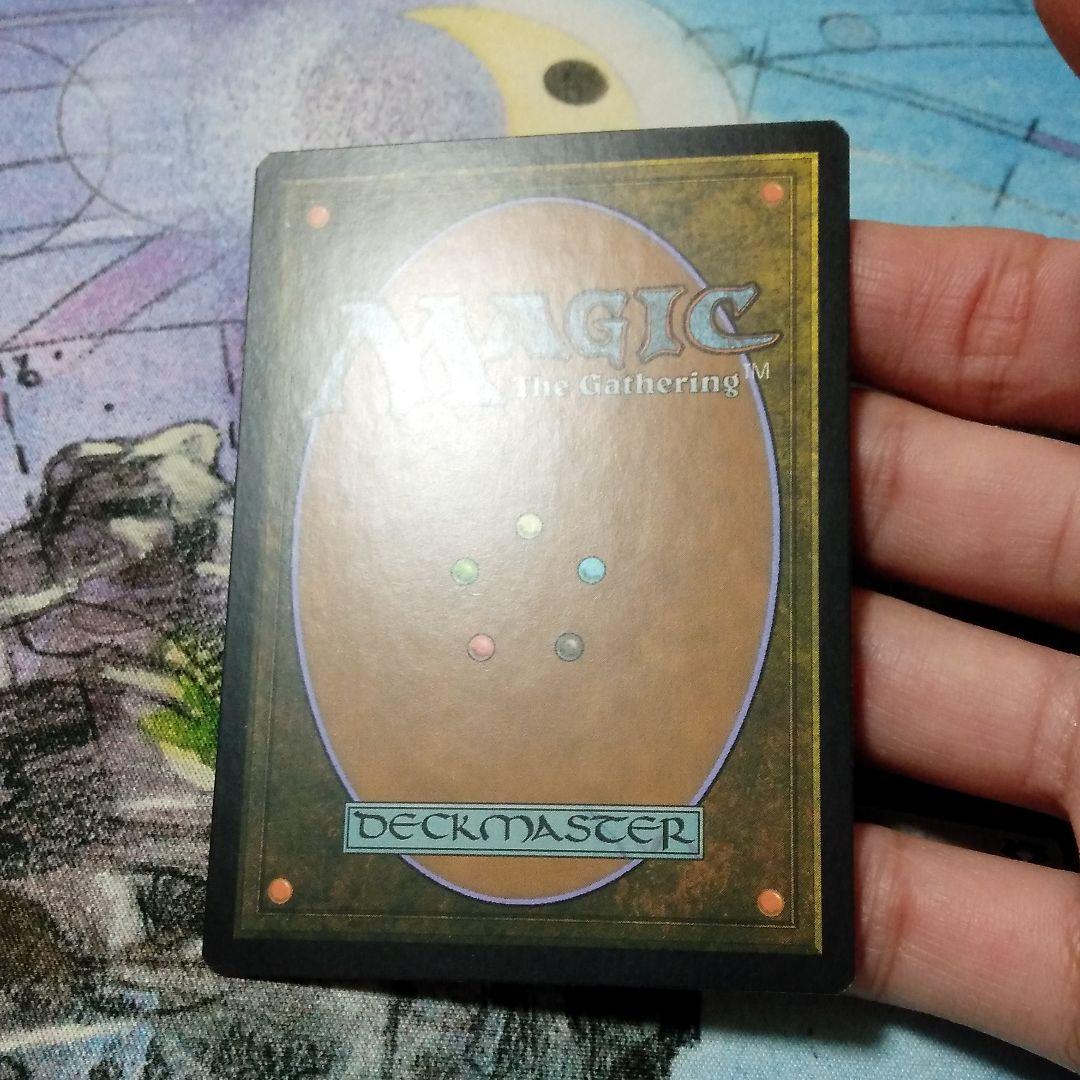 MAGIC
The Gathering™
DECKMASTER